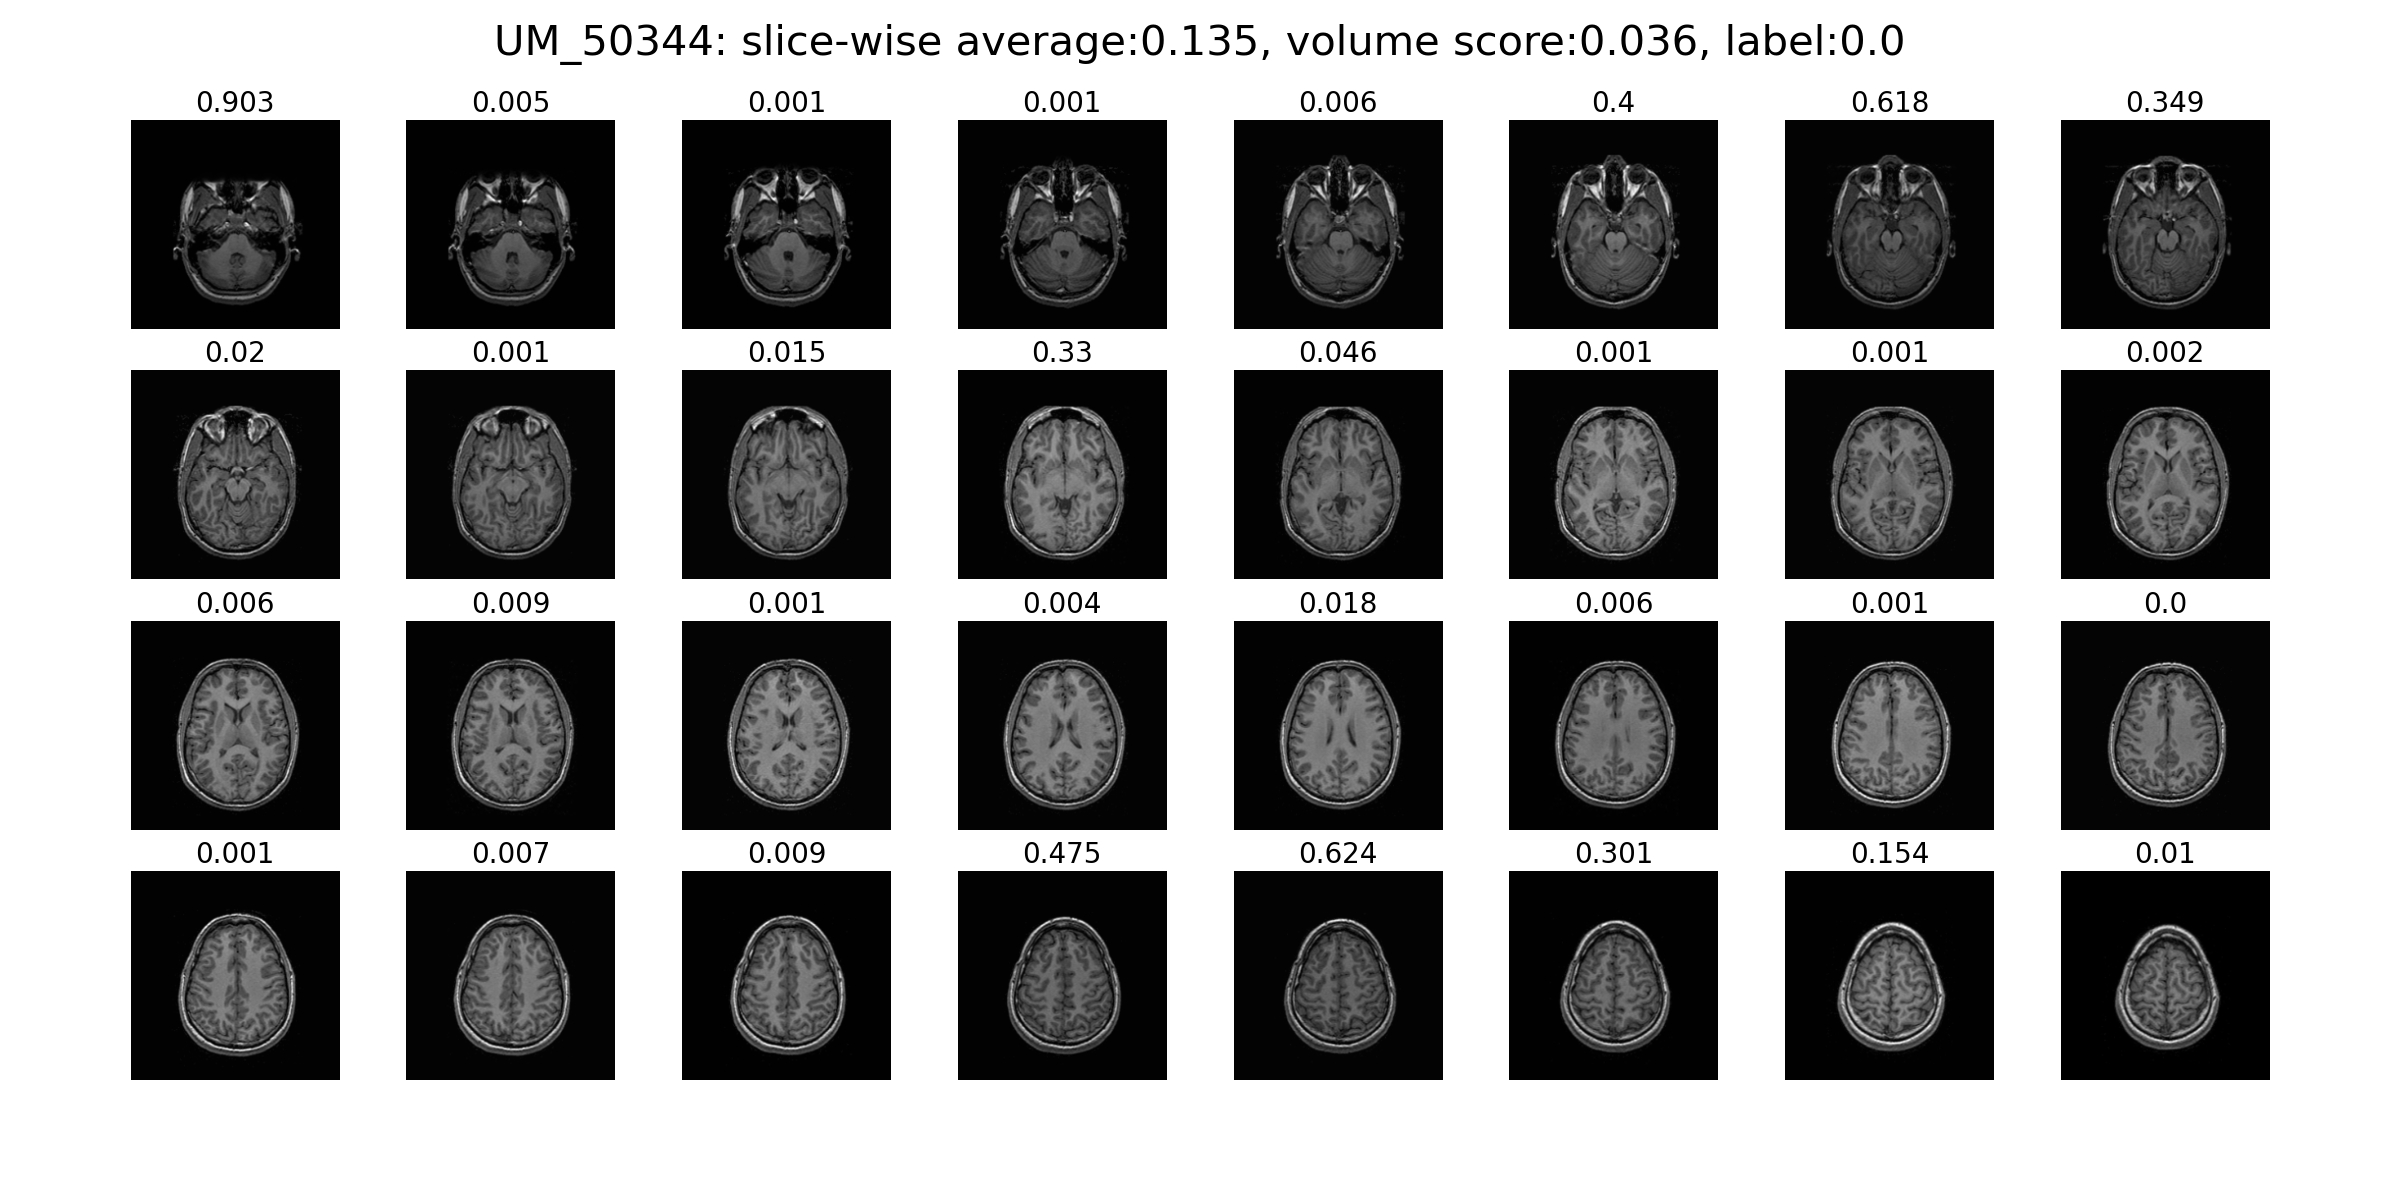 UM_50344: slice-wise average:0.135, volume score:0.036, label:0.0
0.903 0.005 0.001 0.001 0.006 0.4 0.618 0.349
0.02 0.001 0.015 0.33 0.046 0.001 0.001 0.002
0.006 0.009 0.001 0.004 0.018 0.006 0.001 0.0
0.001 0.007 0.009 0.475 0.624 0.301 0.154 0.01